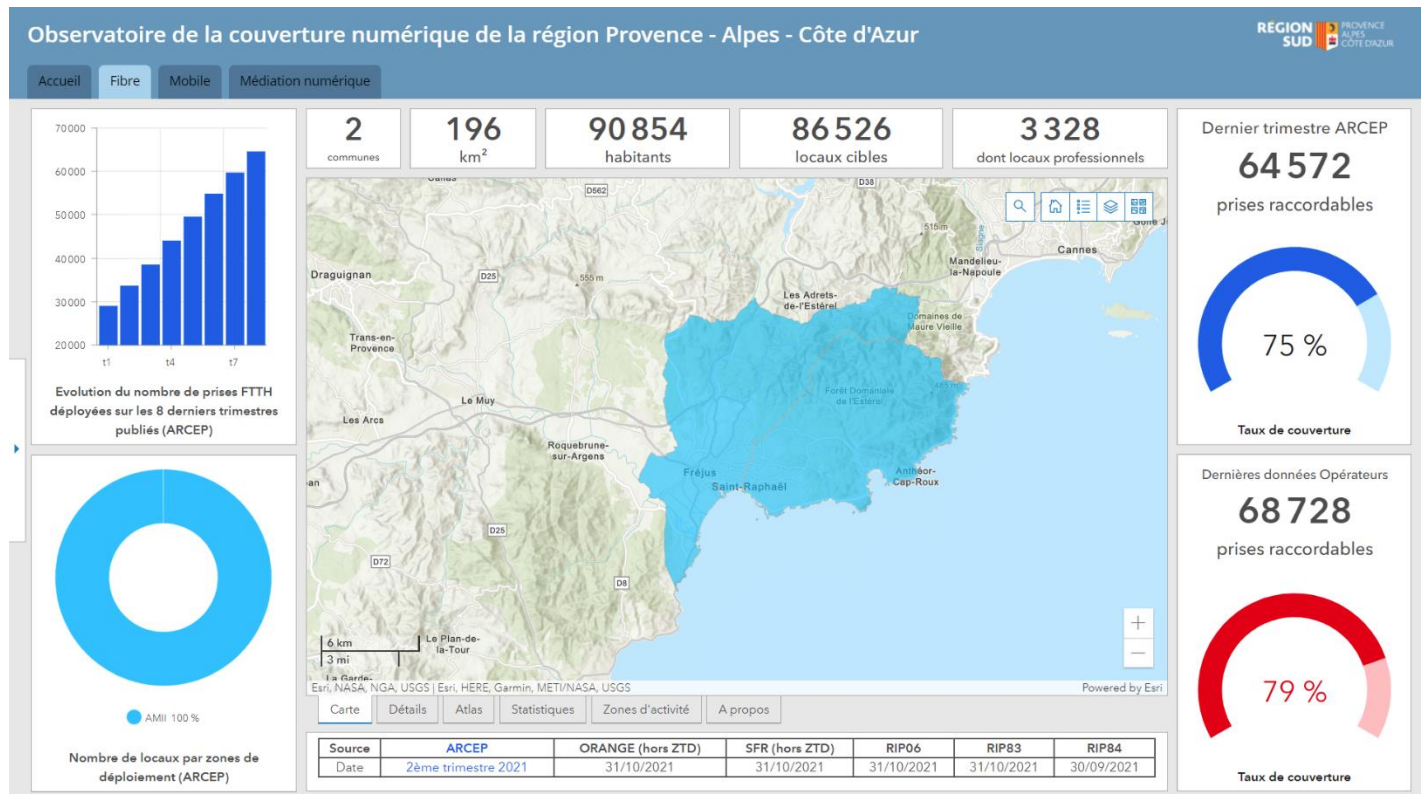 Observatoire de la couverture numérique de la région Provence - Alpes - Côte d'Azur
RÉGION
SUD
PROVENCE
ALPES
CÔTE D'AZUR
Accueil
Fibre
Mobile
Médiation numérique
70000
60000
50000
40000
30000
20000
t1
t4
t7
Evolution du nombre de prises FTTH
déployées sur les 8 derniers trimestres
publiés (ARCEP)
AMII 100 %
Nombre de locaux par zones de
déploiement (ARCEP)
2
communes
196
km²
90 854
habitants
86 526
locaux cibles
3 328
dont locaux professionnels
D562
D38
515 m
Siagne
Cannes
Mandelieu-
la-Napoule
Draguignan
D25
555 m
Les Adrets-
de-l'Estérel
Domaines de
Maure Vieille
Trans-en-
Provence
Forêt Domaniale
de l'Estérel
Le Muy
Les Arcs
Roquebrune-
sur-Argens
Fréjus
Saint-Raphaël
Anthéor-
Cap-Roux
D25
D72
D8
6 km
3 mi
Le Plan-de-
la-Tour
La Garde-
Esri, NASA, NGA, USGS | Esri, HERE, Garmin, METI/NASA, USGS
Powered by Esri
Carte
Détails
Atlas
Statistiques
Zones d'activité
A propos
Source ARCEP ORANGE (hors ZTD) SFR (hors ZTD) RIP06 RIP83 RIP84
Date 2ème trimestre 2021 31/10/2021 31/10/2021 31/10/2021 31/10/2021 30/09/2021
Dernier trimestre ARCEP
64 572
prises raccordables
75 %
Taux de couverture
Dernières données Opérateurs
68 728
prises raccordables
79 %
Taux de couverture